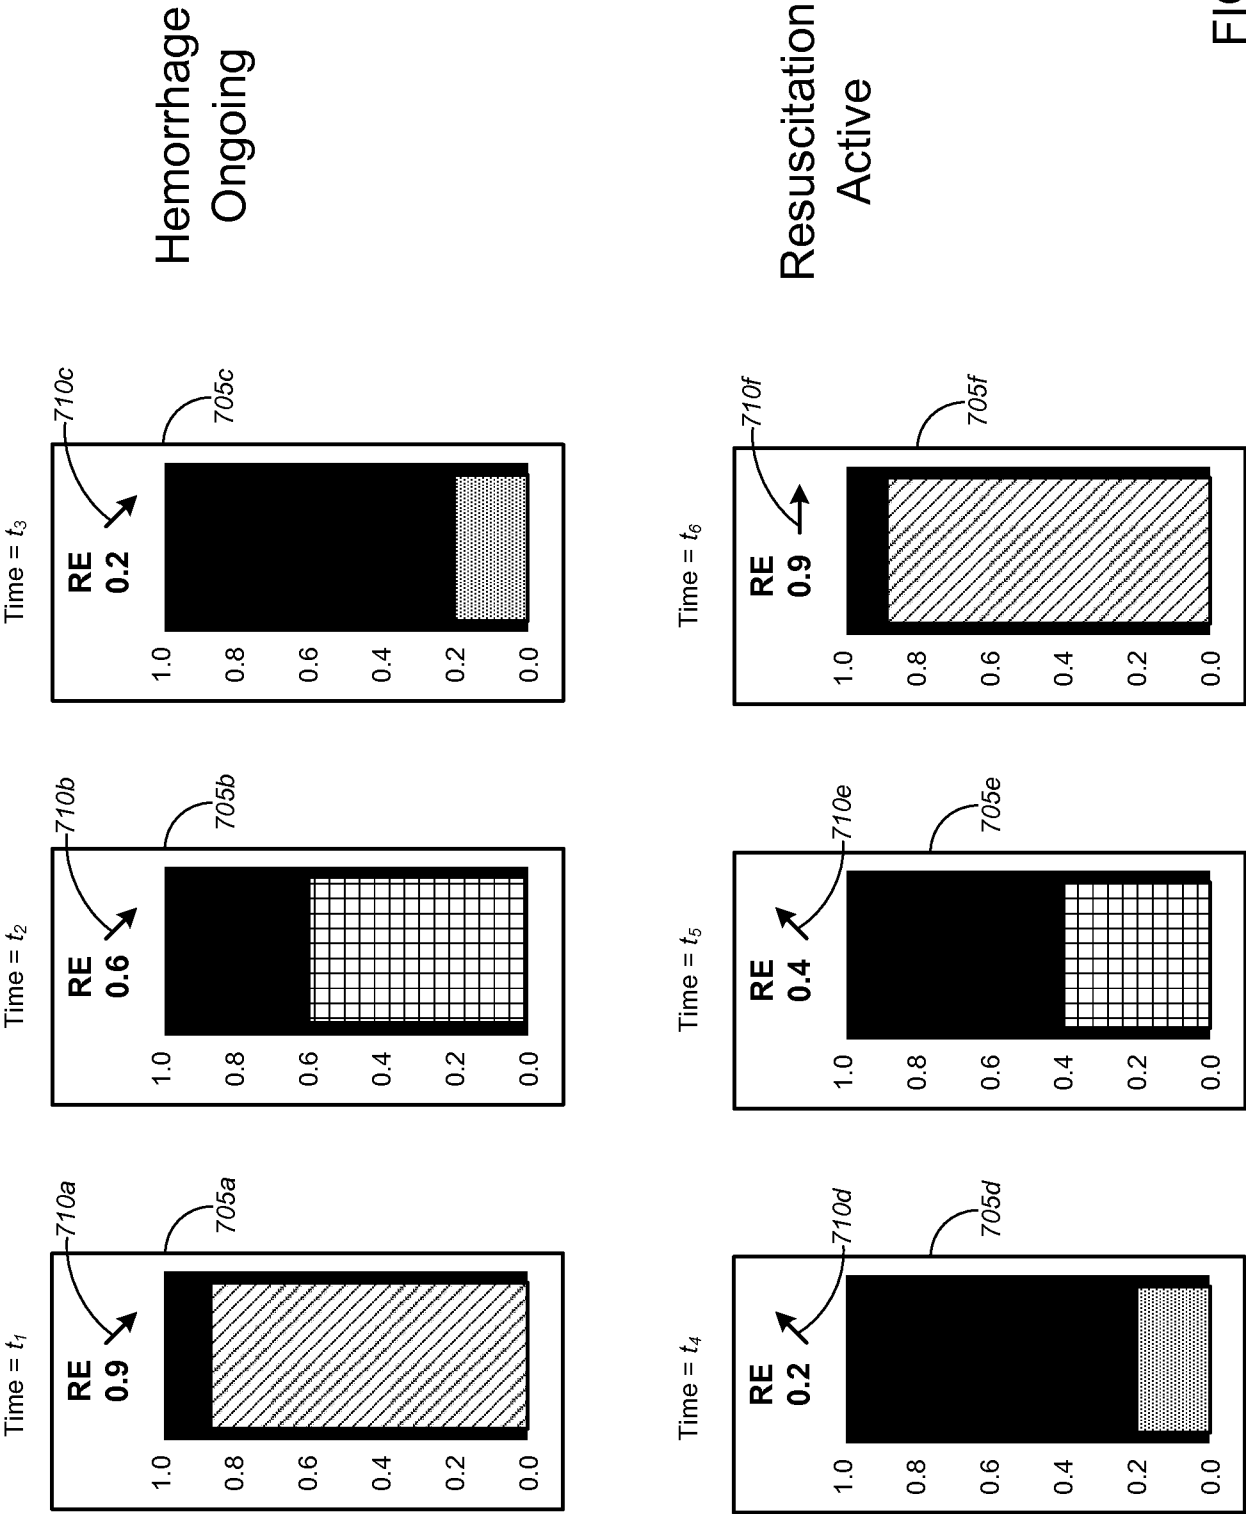 Time = t1
710a
RE
0.9
1.0
705a
0.8
0.6
0.4
0.2
0.0
Time = t2
710b
RE
0.6
1.0
705b
0.8
0.6
0.4
0.2
0.0
Time = t3
710c
RE
0.2
1.0
705c
0.8
0.6
0.4
0.2
0.0
Hemorrhage
Ongoing
Time = t4
RE
0.2
710d
1.0
0.8
705d
0.6
0.4
0.2
0.0
Time = t5
RE
0.4
710e
1.0
0.8
705e
0.6
0.4
0.2
0.0
Time = t6
710f
RE
0.9
1.0
0.8
705f
0.6
0.4
0.2
0.0
Resuscitation
Active